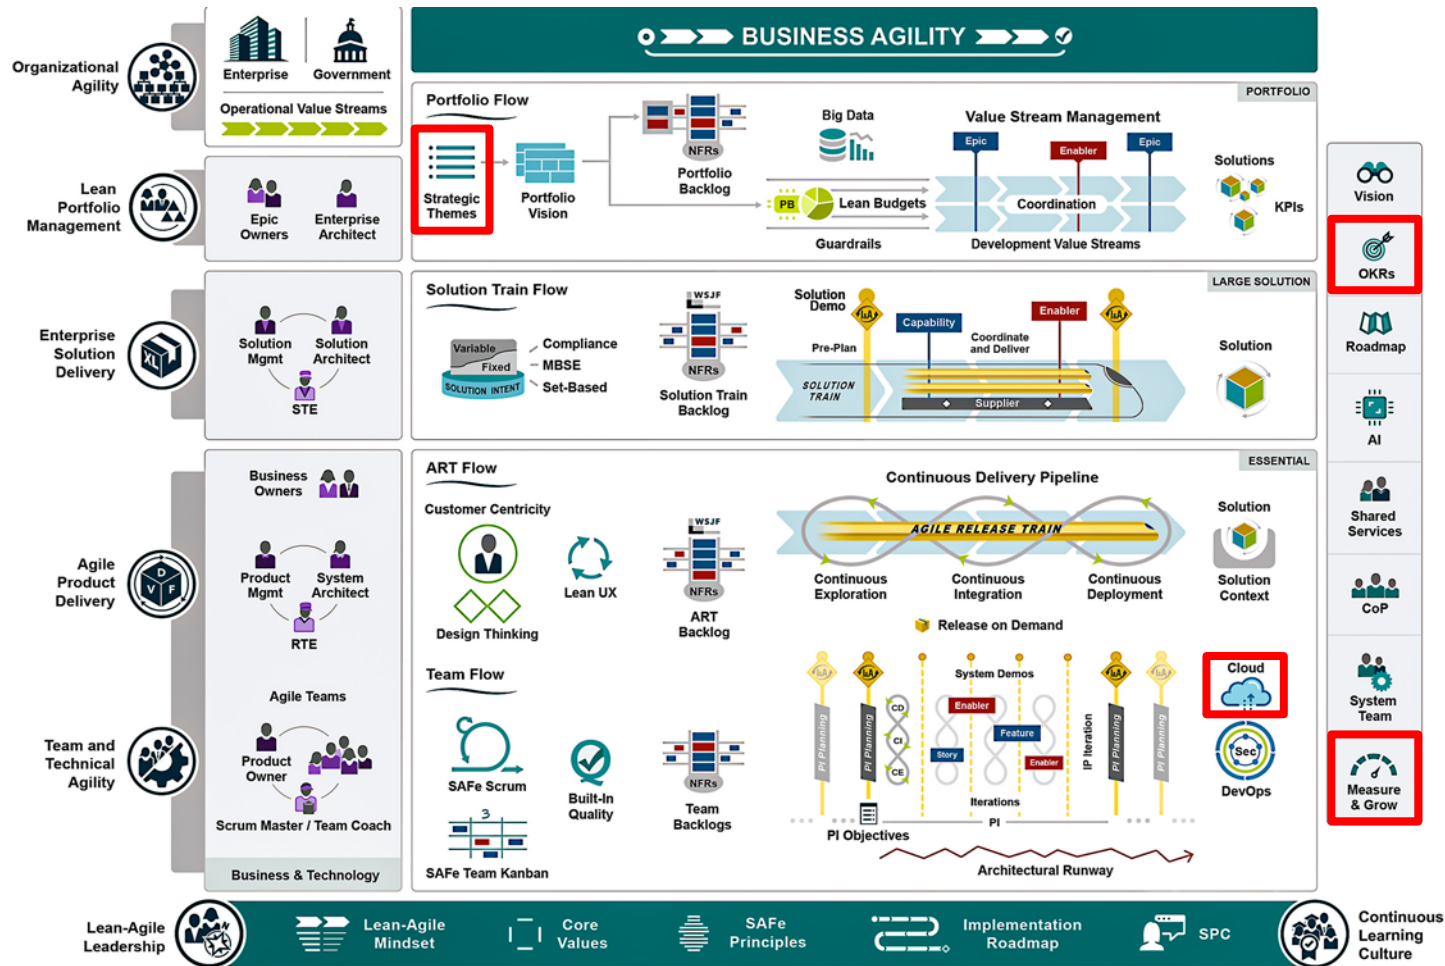 BUSINESS AGILITY
Organizational
Agility
Enterprise
Government
Operational Value Streams
Lean
Portfolio
Management
Epic
Owners
Enterprise
Architect
PORTFOLIO
Portfolio Flow
Strategic
Themes
Portfolio
Vision
NFRs
Portfolio
Backlog
Big Data
PB
Lean Budgets
Guardrails
Value Stream Management
Epic
Enabler
Epic
Coordination
Development Value Streams
Solutions
KPIs
Enterprise
Solution
Delivery
XL
Solution
Mgmt
Solution
Architect
STE
LARGE SOLUTION
Solution Train Flow
Variable
Fixed
SOLUTION INTENT
Compliance
MBSE
Set-Based
WSJF
NFRs
Solution Train
Backlog
Solution
Demo
I&A
I&A
Pre-Plan
Capability
Coordinate
and Deliver
Enabler
SOLUTION
TRAIN
Supplier
Solution
Agile
Product
Delivery
D
V
F
Business
Owners
Product
Mgmt
System
Architect
RTE
ESSENTIAL
ART Flow
Customer Centricity
Lean UX
Design Thinking
WSJF
NFRs
ART
Backlog
Continuous Delivery Pipeline
AGILE RELEASE TRAIN
Continuous
Exploration
Continuous
Integration
Continuous
Deployment
Release on Demand
Solution
Solution
Context
Team and
Technical
Agility
Agile Teams
Product
Owner
Scrum Master / Team Coach
Business & Technology
Team Flow
SAFe Scrum
Built-In
Quality
3
SAFe Team Kanban
NFRs
Team
Backlogs
I&A
I&A
I&A
I&A
PI Planning
PI Planning
CD
CI
CE
System Demos
Enabler
Story
Feature
Enabler
IP Iteration
PI Planning
PI Planning
Iterations
PI
PI Objectives
Architectural Runway
Cloud
Sec
DevOps
Vision
OKRs
Roadmap
AI
Shared
Services
CoP
System
Team
Measure
& Grow
Lean-Agile
Leadership
Lean-Agile
Mindset
Core
Values
SAFe
Principles
Implementation
Roadmap
SPC
Continuous
Learning
Culture